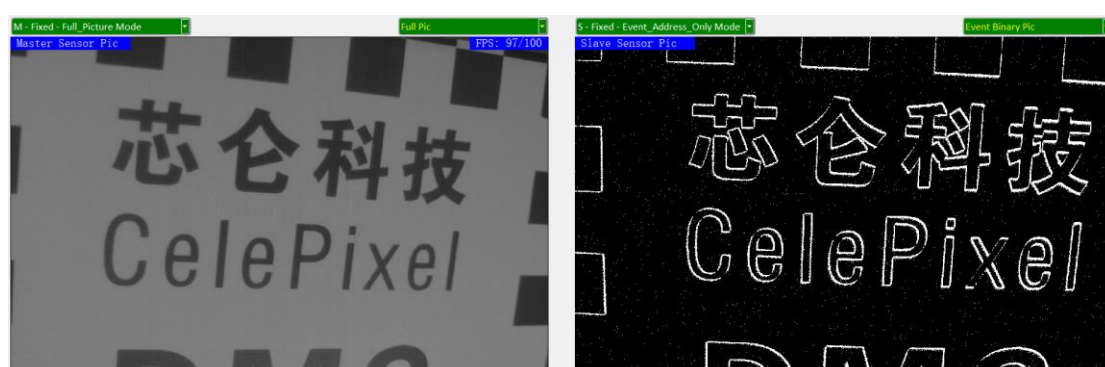 M - Fixed - Full_Picture Mode
Full Pic
Master Sensor Pic
FPS: 97/100
芯仑科技
CelePixel
S - Fixed - Event_Address_Only Mode
Event Binary Pic
Slave Sensor Pic
芯仑科技
CelePixel